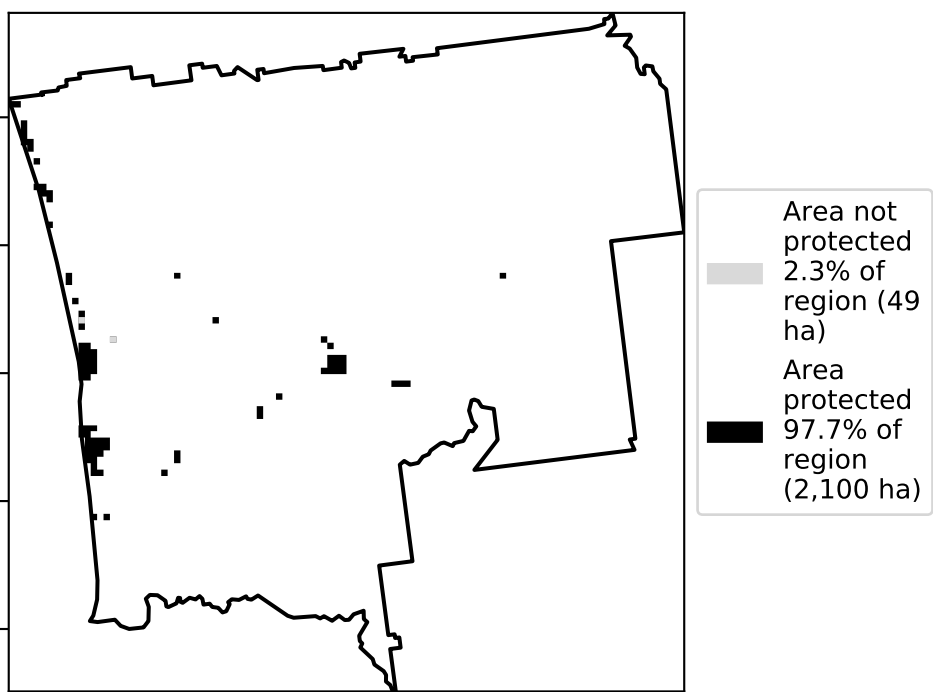 Area not
protected
2.3% of
region (49
ha)
Area
protected
97.7% of
region
(2,100 ha)